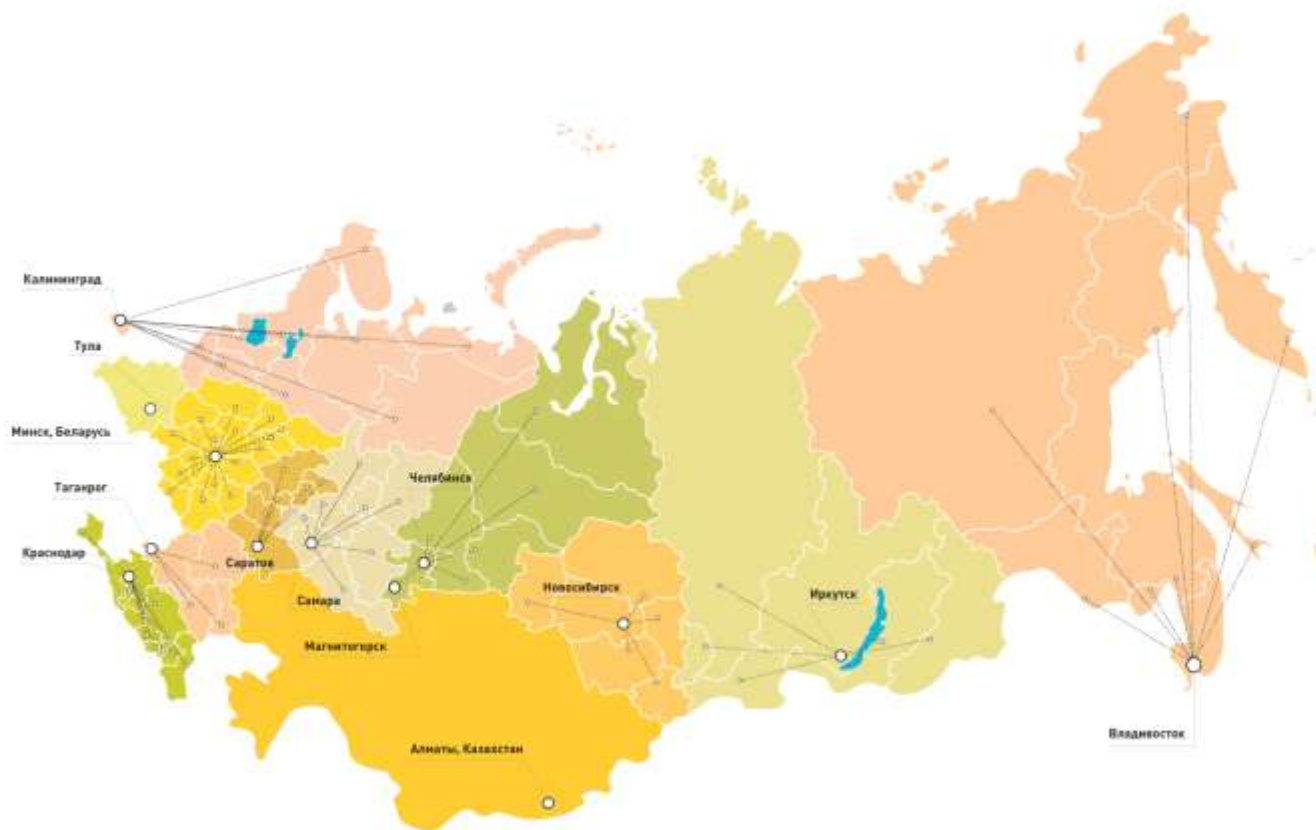 Калининград
Тула
Минск, Беларусь
Челябинск
Таганрог
Краснодар
Саратов
Самара
Новосибирск
Иркутск
Магнитогорск
Владивосток
Алматы, Казахстан